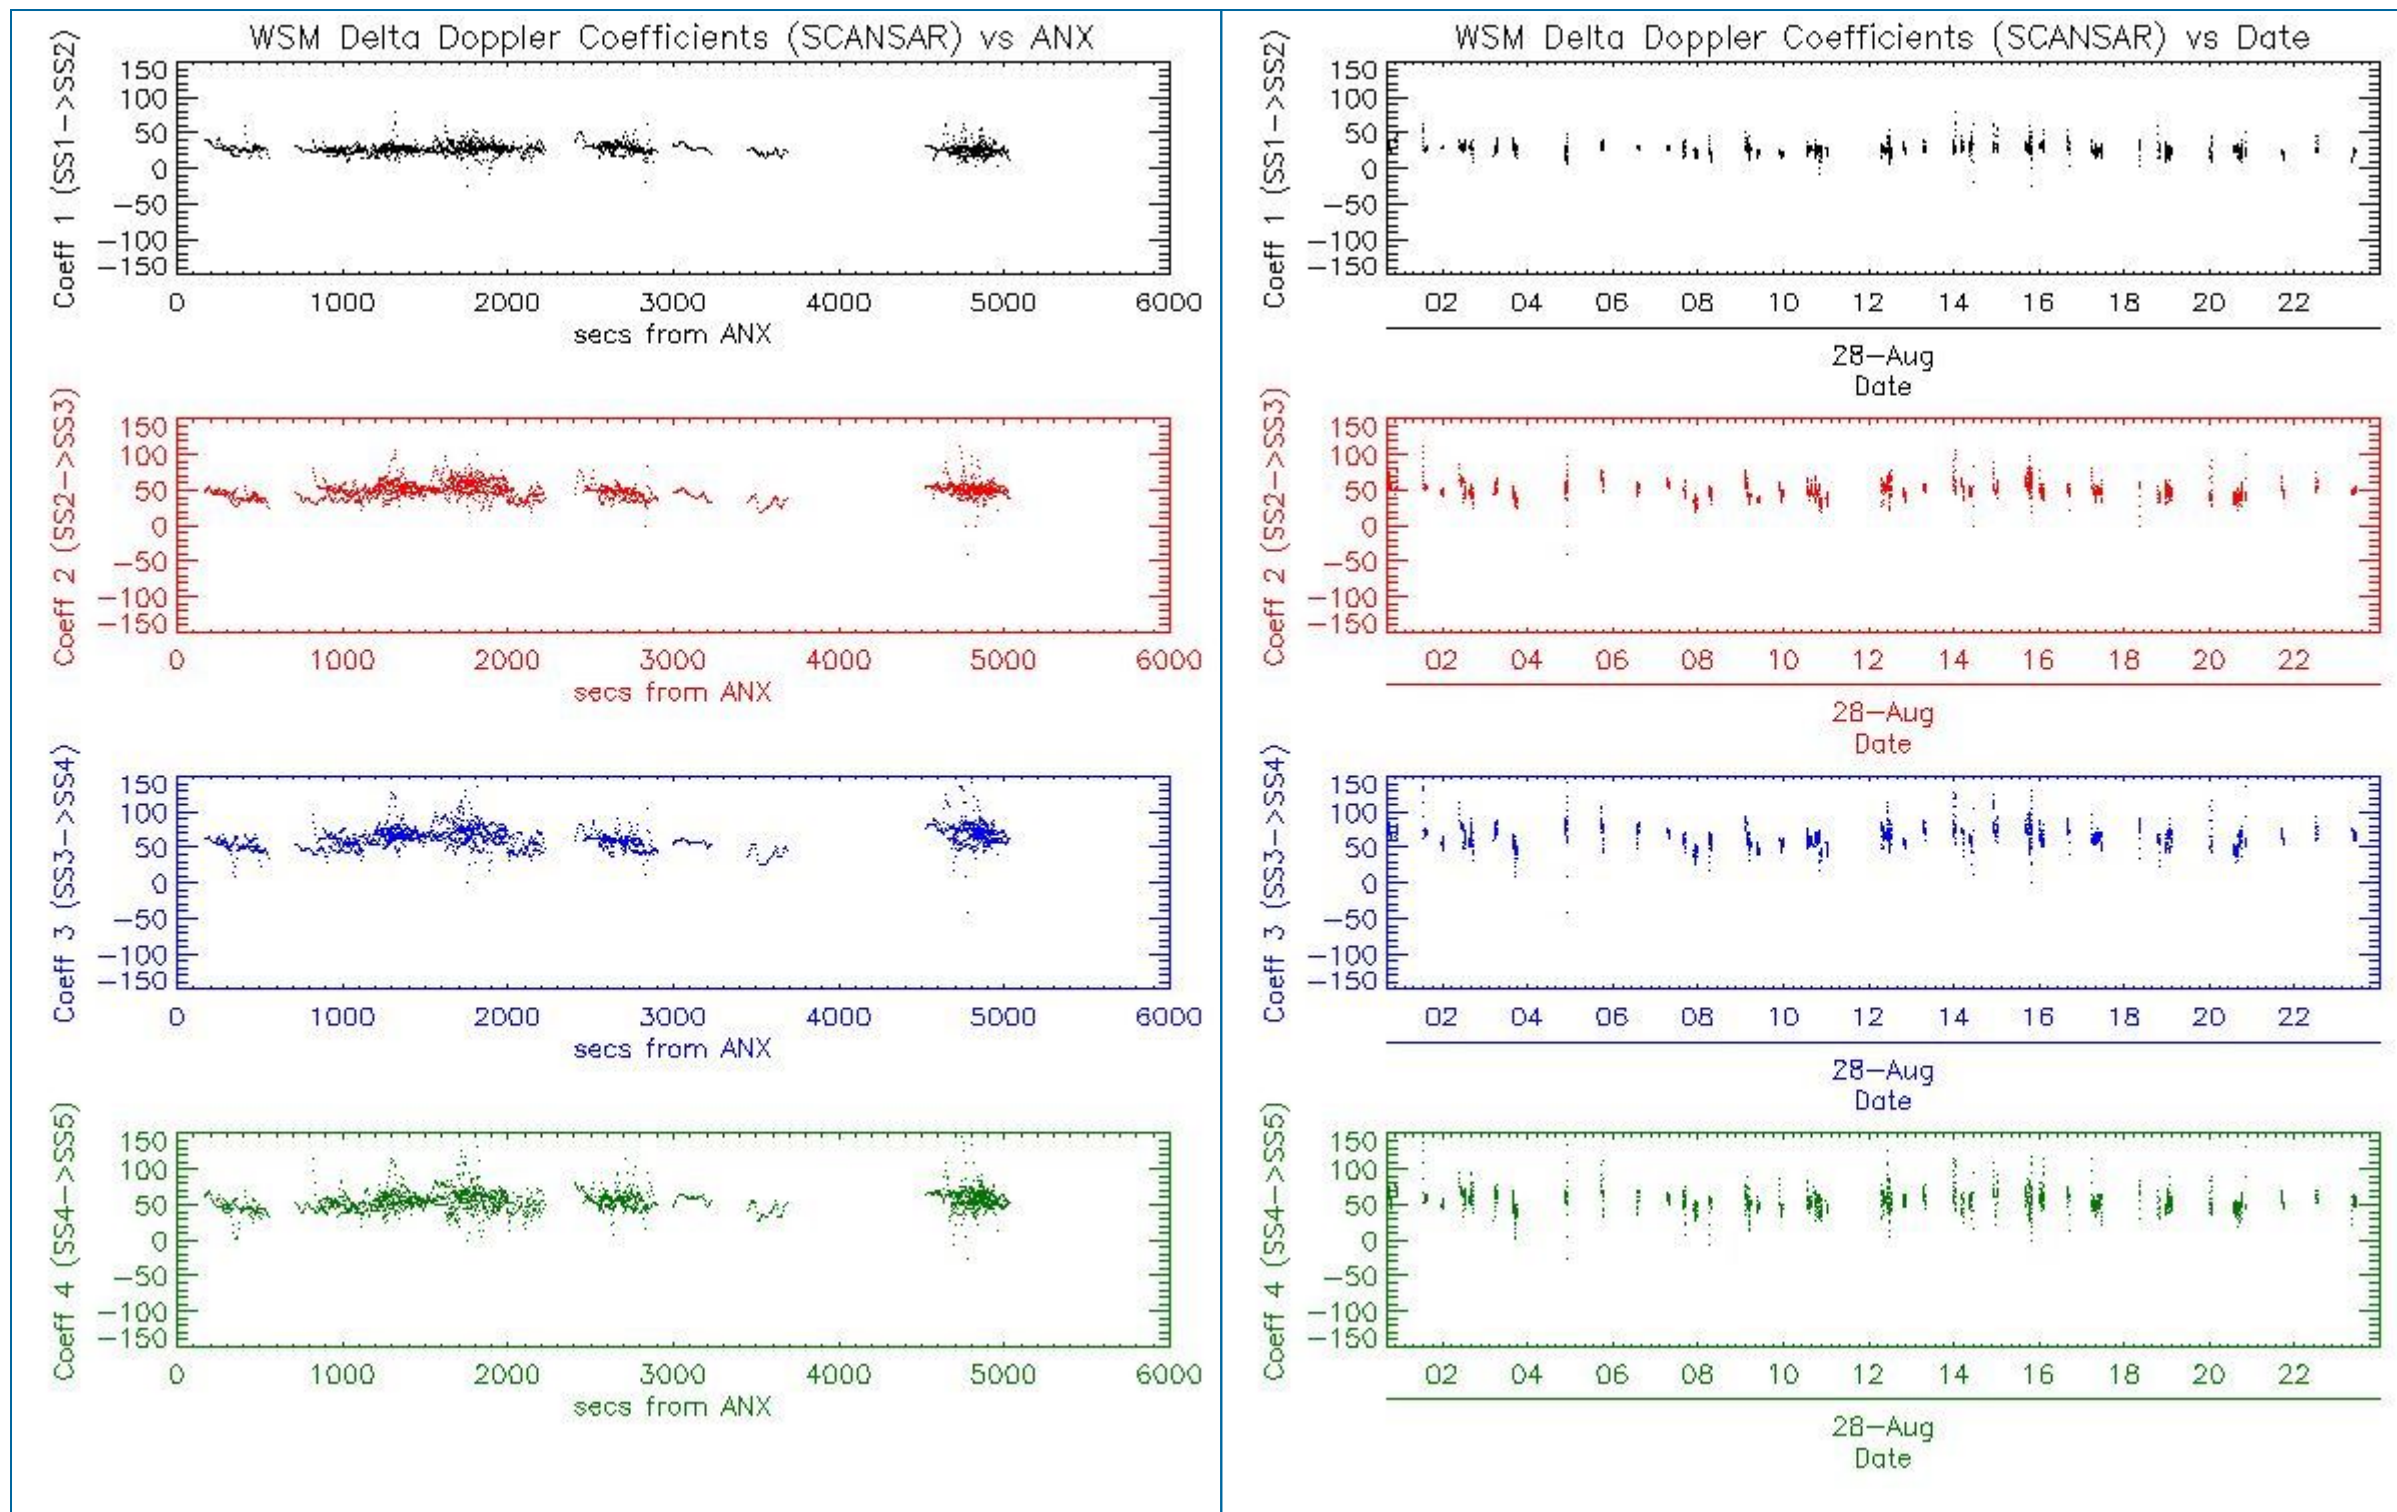 WSM Delta Doppler Coefficients (SCANSAR) vs ANX
Coeff 1 (SS1->SS2)
150
100
50
0
-50
-100
-150
0 1000 2000 3000 4000 5000 6000
secs from ANX
Coeff 2 (SS2->SS3)
150
100
50
0
-50
-100
-150
0 1000 2000 3000 4000 5000 6000
secs from ANX
Coeff 3 (SS3->SS4)
150
100
50
0
-50
-100
-150
0 1000 2000 3000 4000 5000 6000
secs from ANX
Coeff 4 (SS4->SS5)
150
100
50
0
-50
-100
-150
0 1000 2000 3000 4000 5000 6000
secs from ANX
WSM Delta Doppler Coefficients (SCANSAR) vs Date
Coeff 1 (SS1->SS2)
150
100
50
0
-50
-100
-150
02 04 06 08 10 12 14 16 18 20 22
28-Aug
Date
Coeff 2 (SS2->SS3)
150
100
50
0
-50
-100
-150
02 04 06 08 10 12 14 16 18 20 22
28-Aug
Date
Coeff 3 (SS3->SS4)
150
100
50
0
-50
-100
-150
02 04 06 08 10 12 14 16 18 20 22
28-Aug
Date
Coeff 4 (SS4->SS5)
150
100
50
0
-50
-100
-150
02 04 06 08 10 12 14 16 18 20 22
28-Aug
Date